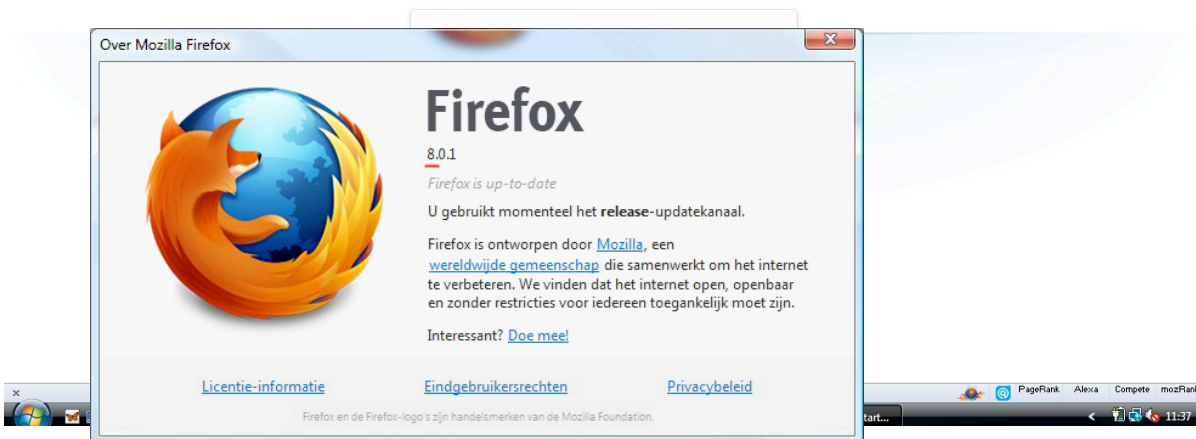 Over Mozilla Firefox
Firefox
8.0.1
Firefox is up-to-date
U gebruikt momenteel het release-updatekanaal.
Firefox is ontworpen door Mozilla, een
wereldwijde gemeenschap die samenwerkt om het internet
te verbeteren. We vinden dat het internet open, openbaar
en zonder restricties voor iedereen toegankelijk moet zijn.
Interessant? Doe mee!
Licentie-informatie Eindgebruikersrechten Privacybeleid
Firefox en de Firefox-logo's zijn handelsmerken van de Mozilla Foundation.
PageRank Alexa Compete mozRank
tart...
11:37